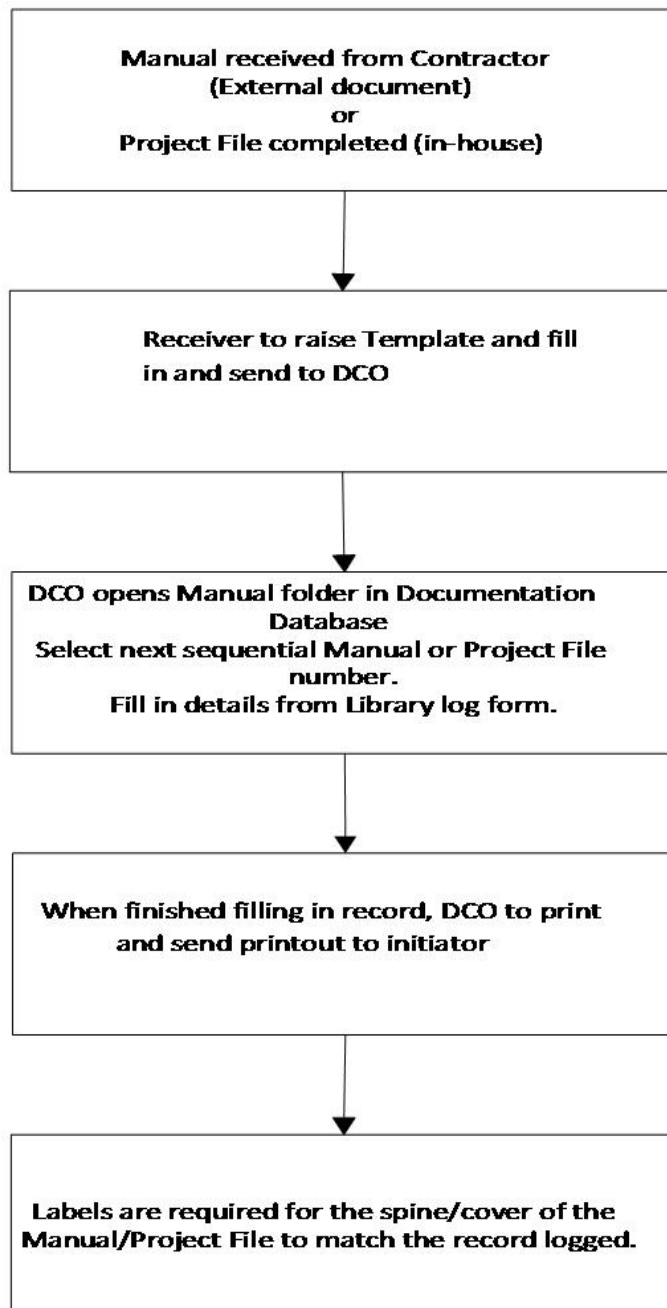 Manual received from Contractor
(External document)
or
Project File completed (in-house)
Receiver to raise Template and fill
in and send to DCO
DCO opens Manual folder in Documentation
Database
Select next sequential Manual or Project File
number.
Fill in details from Library log form.
When finished filling in record, DCO to print
and send printout to initiator
Labels are required for the spine/cover of the
Manual/Project File to match the record logged.